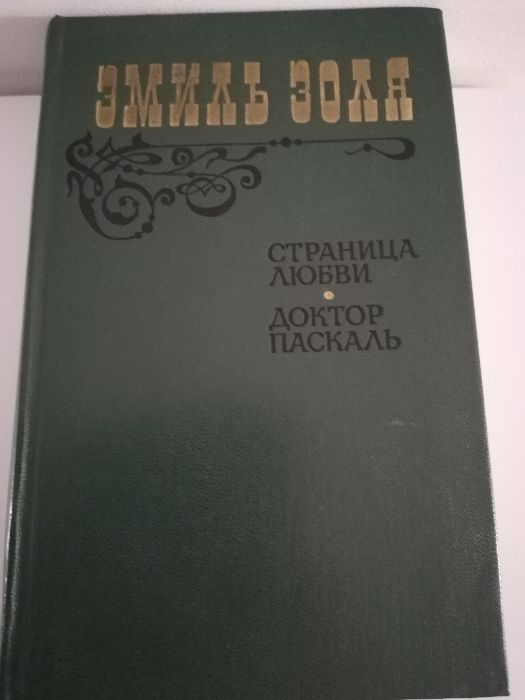 ЭМИЛЬ ЗОЛЯ
СТРАНИЦА
ЛЮБВИ
•
ДОКТОР
ПАСКАЛЬ